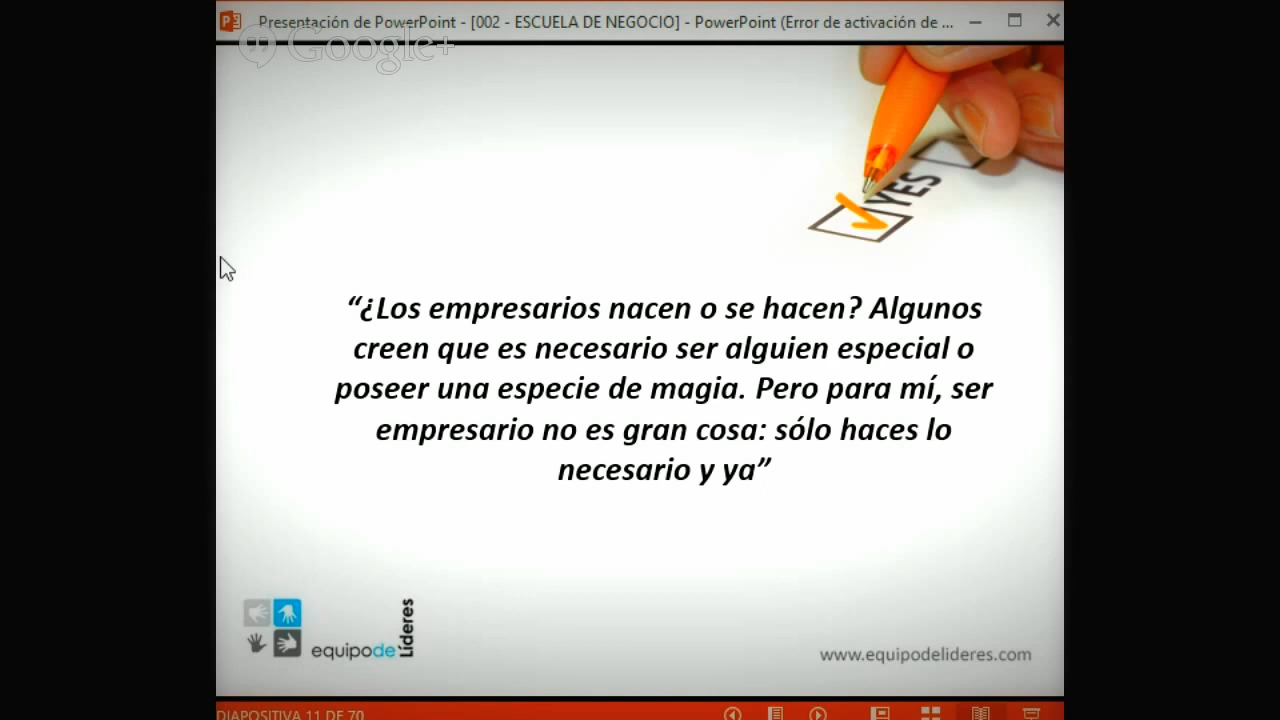 Presentación de PowerPoint - [002 - ESCUELA DE NEGOCIO] - PowerPoint (Error de activación de ...
Google+
YES
“¿Los empresarios nacen o se hacen? Algunos
creen que es necesario ser alguien especial o
poseer una especie de magia. Pero para mí, ser
empresario no es gran cosa: sólo haces lo
necesario y ya”
equipodeLíderes
www.equipodelideres.com
DIAPOSITIVA 11 DE 70